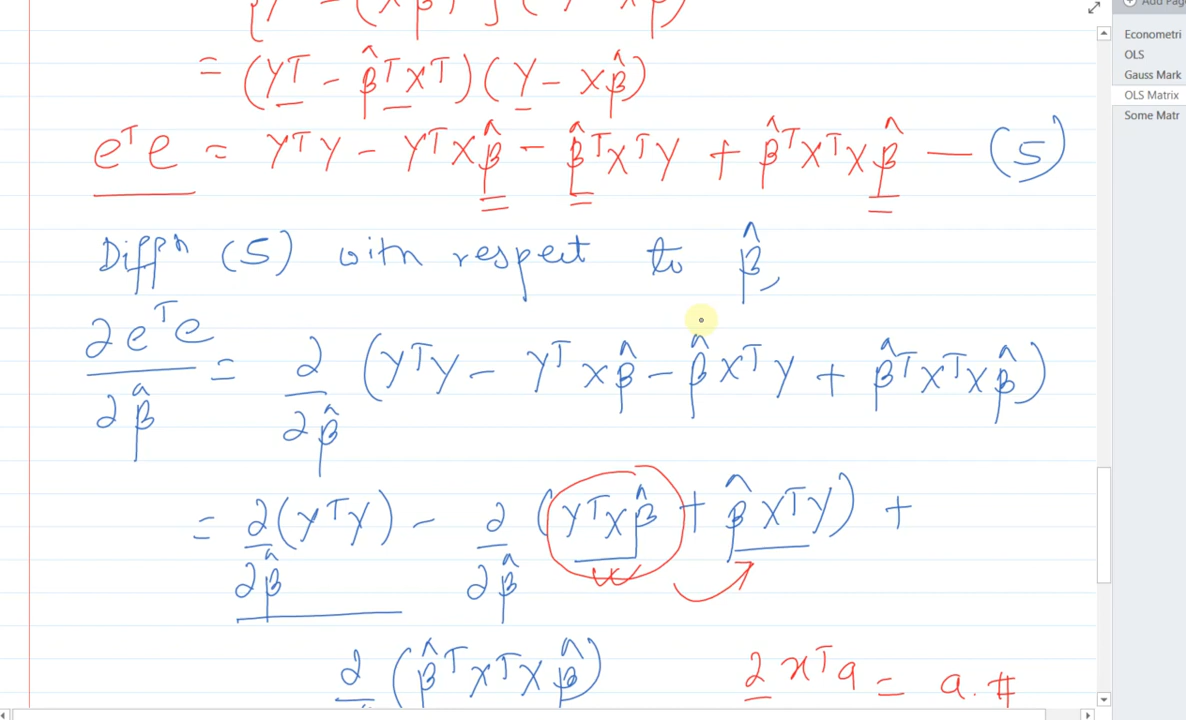 = (Yᵀ - β̂ᵀXᵀ)(Y - Xβ̂)
eᵀe = YᵀY - YᵀXβ̂ - β̂ᵀXᵀY + β̂ᵀXᵀXβ̂ — (5)
Diffⁿ (5) with respect to β̂,
∂eᵀe/∂β̂ = ∂/∂β̂ (YᵀY - YᵀXβ̂ - β̂XᵀY + β̂ᵀXᵀXβ̂)
= ∂(YᵀY)/∂β̂ - ∂/∂β̂ (YᵀXβ̂ + β̂XᵀY) +
∂ (β̂ᵀXᵀXβ̂)
∂ xᵀa = a. #
Econometri
OLS
Gauss Mark
OLS Matrix
Some Matr